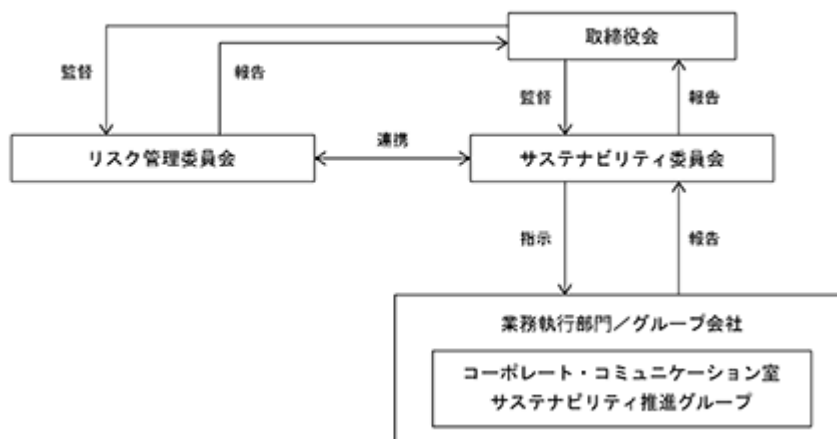 取締役会
監督
報告
監督
報告
リスク管理委員会
連携
サステナビリティ委員会
指示
報告
業務執行部門／グループ会社
コーポレート・コミュニケーション室
サステナビリティ推進グループ